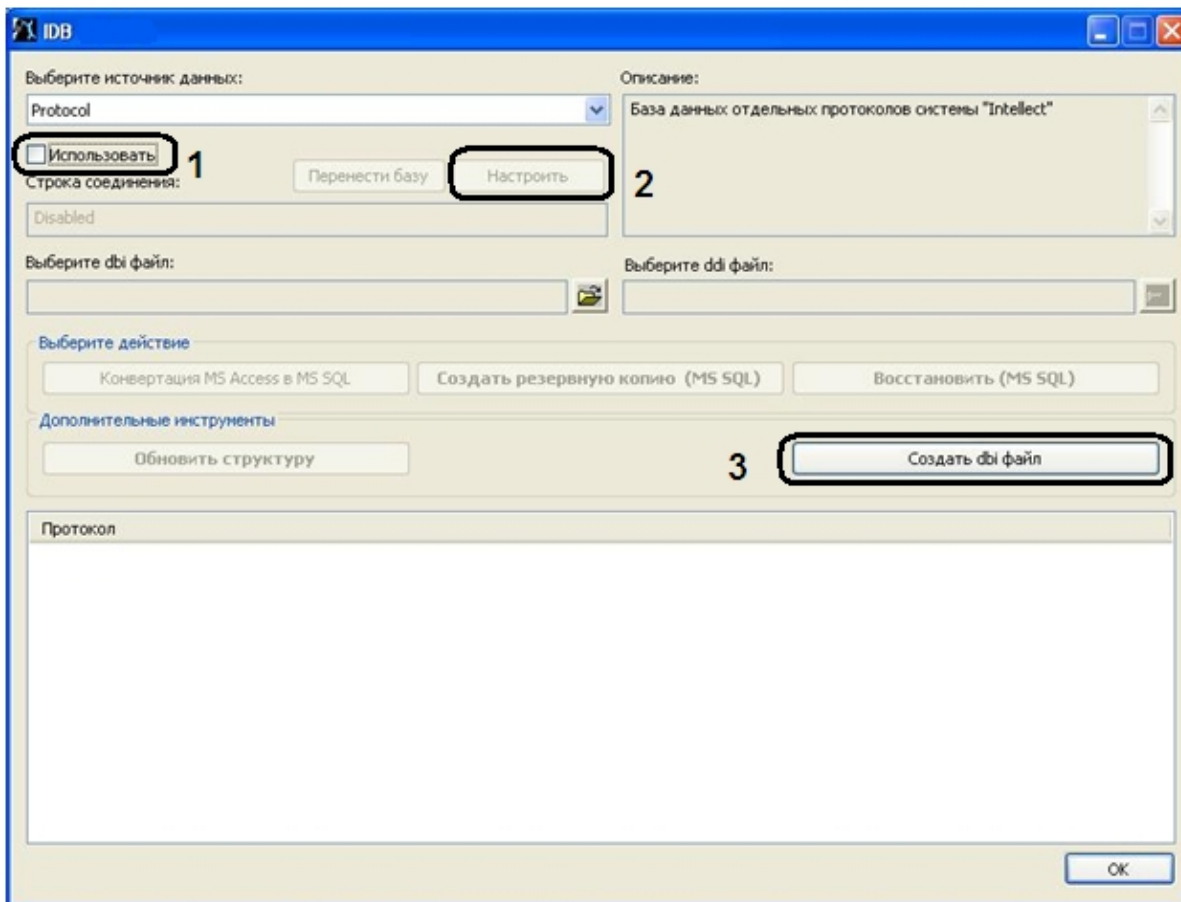 IDB
Выберите источник данных:
Описание:
Protocol
База данных отдельных протоколов системы "Intellect"
Использовать
1
Перенести базу
Настроить
2
Строка соединения:
Disabled
Выберите dbi файл:
Выберите ddi файл:
Выберите действие
Конвертация MS Access в MS SQL
Создать резервную копию (MS SQL)
Восстановить (MS SQL)
Дополнительные инструменты
Обновить структуру
3
Создать dbi файл
Протокол
OK